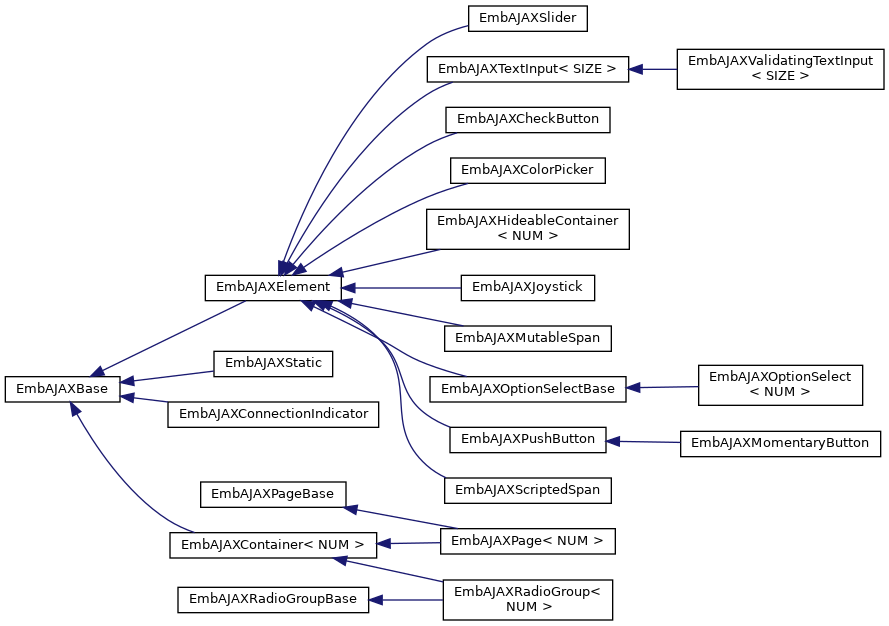 EmbAJAXSlider
EmbAJAXTextInput< SIZE >
EmbAJAXValidatingTextInput
< SIZE >
EmbAJAXCheckButton
EmbAJAXColorPicker
EmbAJAXHideableContainer
< NUM >
EmbAJAXElement
EmbAJAXJoystick
EmbAJAXMutableSpan
EmbAJAXStatic
EmbAJAXBase
EmbAJAXOptionSelectBase
EmbAJAXOptionSelect
< NUM >
EmbAJAXConnectionIndicator
EmbAJAXPushButton
EmbAJAXMomentaryButton
EmbAJAXScriptedSpan
EmbAJAXPageBase
EmbAJAXContainer< NUM >
EmbAJAXPage< NUM >
EmbAJAXRadioGroupBase
EmbAJAXRadioGroup<
NUM >